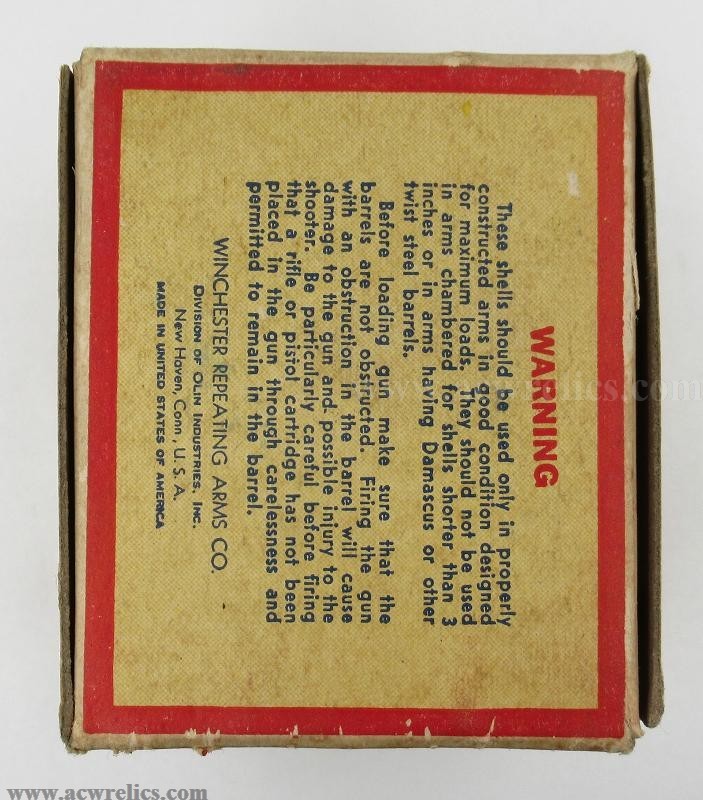 WARNING
These shells should be used only in properly
constructed arms in good condition designed
for maximum loads. They should not be used
in arms chambered for shells shorter than 3
inches or in arms having Damascus or other
twist steel barrels.
Before loading gun make sure that the
barrels are not obstructed. Firing the gun
with an obstruction in the barrel will cause
damage to the gun and possible injury to the
shooter. Be particularly careful before firing
that a rifle or pistol cartridge has not been
placed in the gun through carelessness and
permitted to remain in the barrel.
WINCHESTER REPEATING ARMS CO.
DIVISION OF OLIN INDUSTRIES, INC.
NEW HAVEN, CONN., U. S. A.
MADE IN UNITED STATES OF AMERICA
www.acwrelics.com
www.acwrelics.com